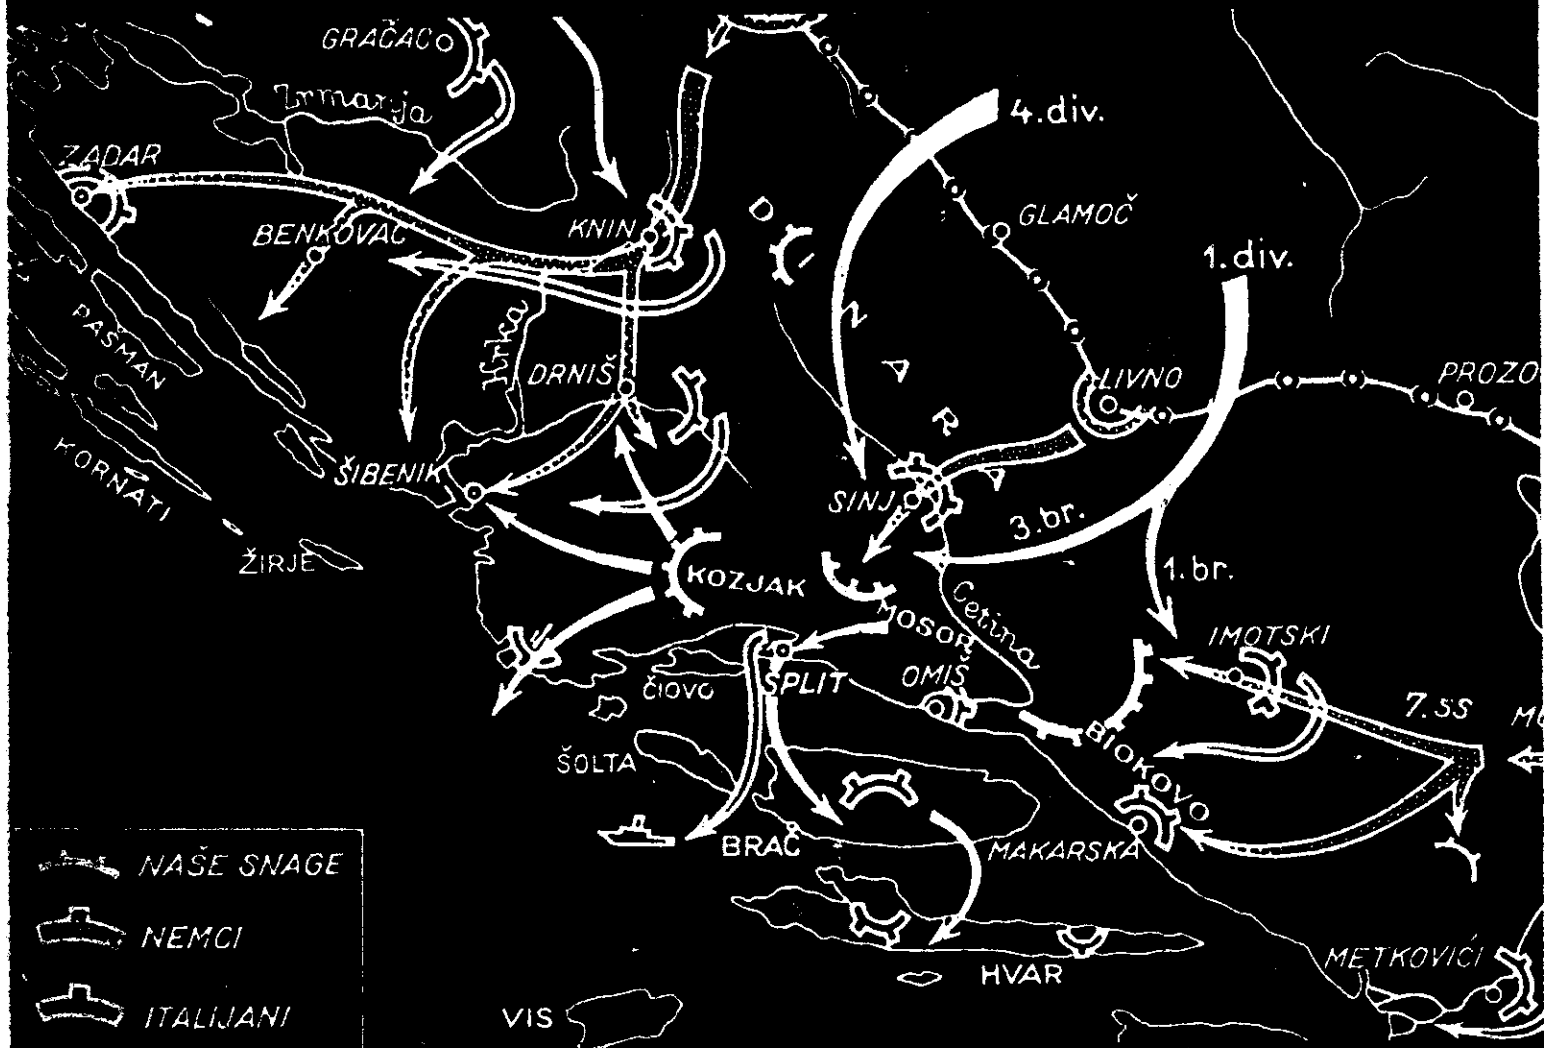 GRAČAC
Zrmanja
4.div.
ZADAR
GLAMOČ
KNIN
BENKOVAC
D
I
N
A
R
A
1.div.
PAŠMAN
Krka
DRNIŠ
LIVNO
PROZO
KORNATI
ŠIBENIK
SINJ
3.br.
ŽIRJE
KOZJAK
1.br.
MOSOR
Cetina
IMOTSKI
ČIOVO
SPLIT
OMIŠ
7.SS
BIOKOVO
ŠOLTA
BRAČ
MAKARSKA
NAŠE SNAGE
NEMCI
ITALIJANI
METKOVIĆI
HVAR
VIS